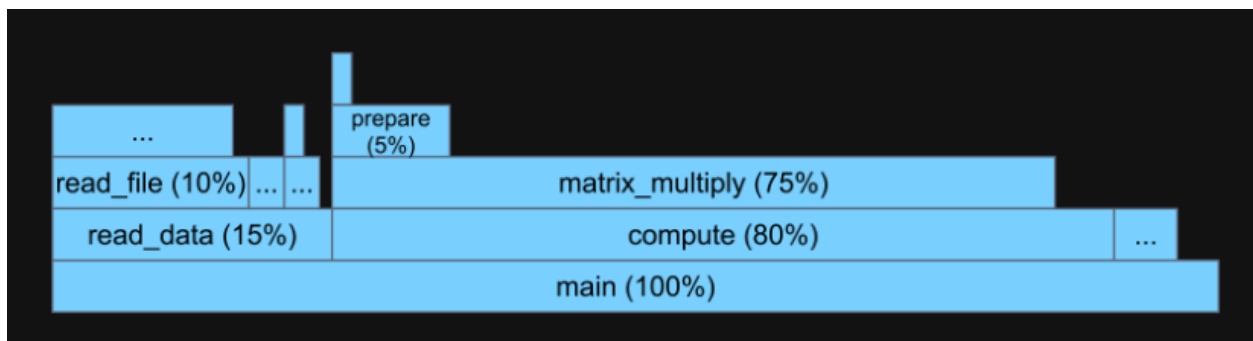 ...
prepare
(5%)
read_file (10%) ... ... matrix_multiply (75%)
read_data (15%) compute (80%) ...
main (100%)